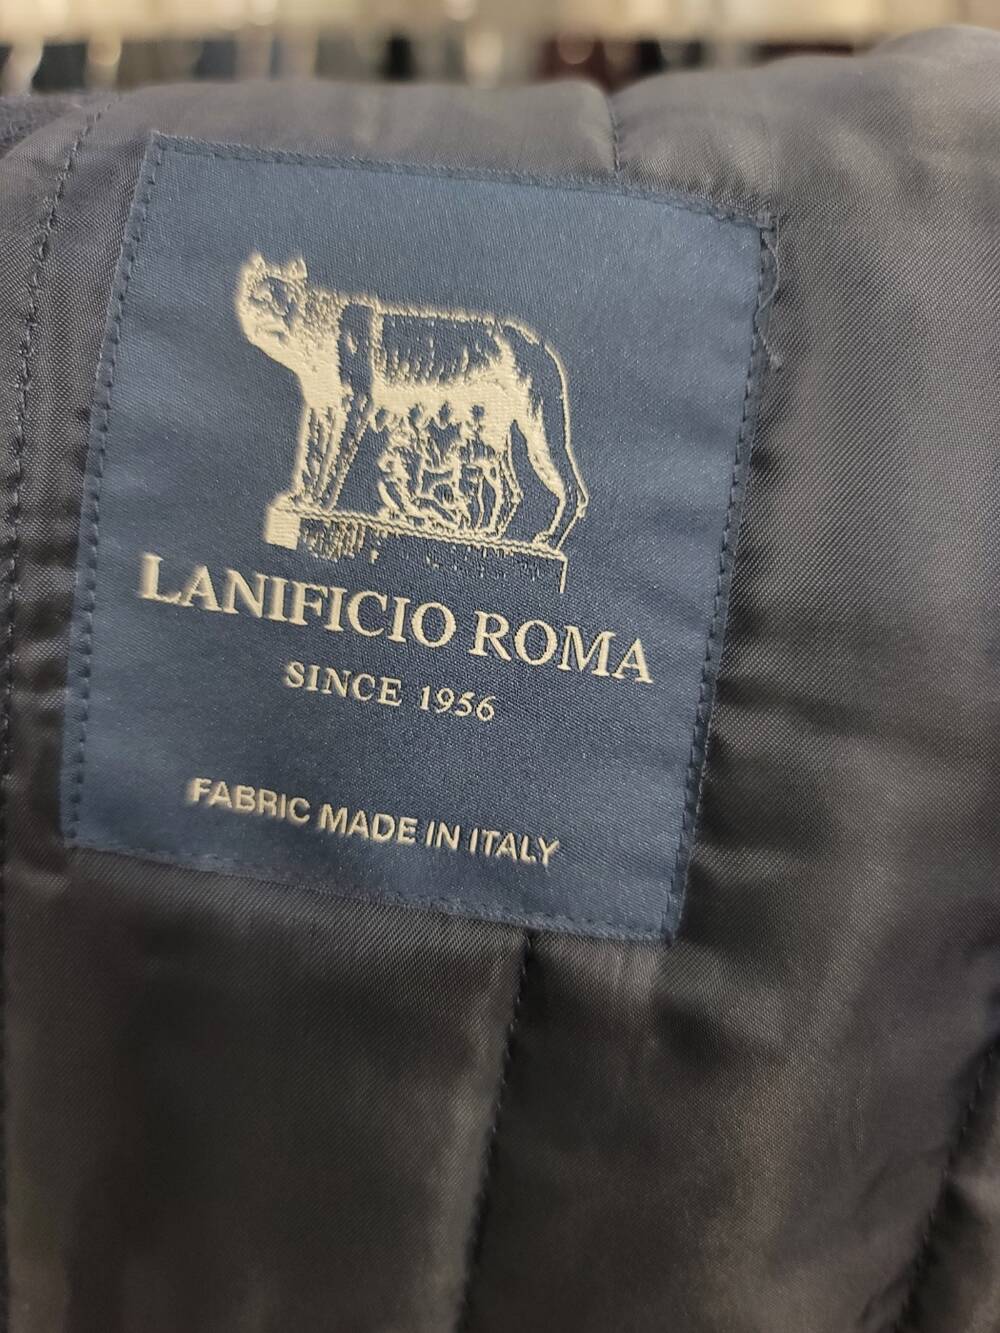 LANIFICIO ROMA
SINCE 1956
FABRIC MADE IN ITALY